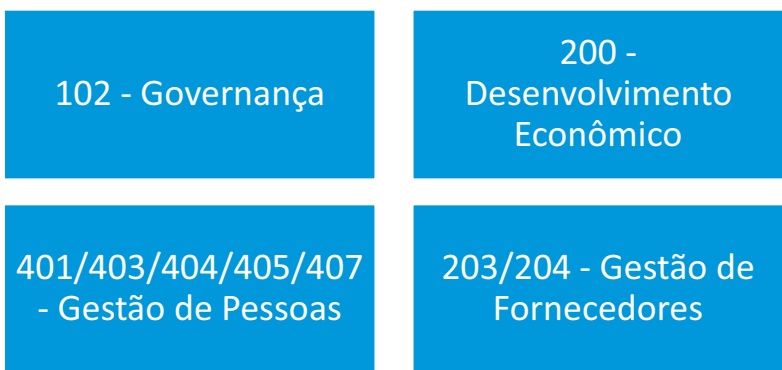 102 - Governança
200 -
Desenvolvimento
Econômico
401/403/404/405/407
- Gestão de Pessoas
203/204 - Gestão de
Fornecedores